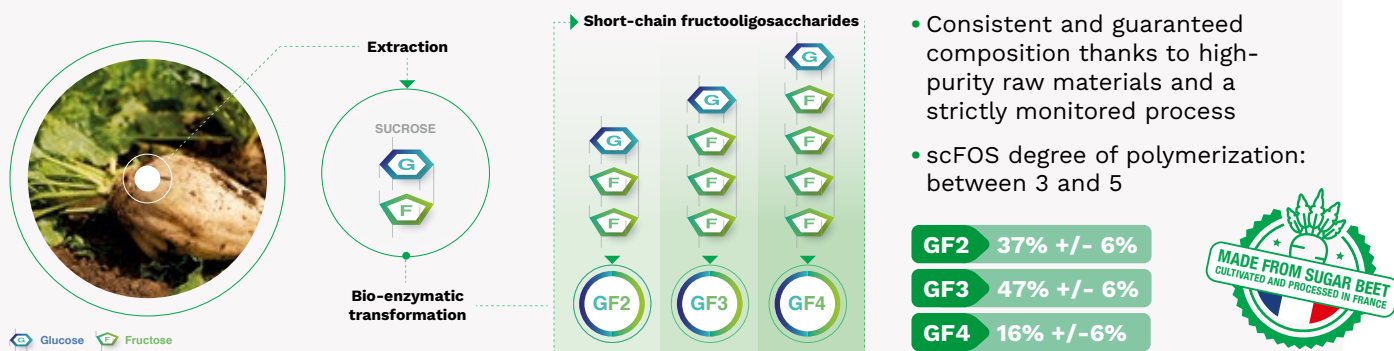 Extraction
SUCROSE
G
F
Bio-enzymatic
transformation
G Glucose F Fructose
Short-chain fructooligosaccharides
G
F
F
GF2
G
F
F
F
GF3
G
F
F
F
F
GF4
• Consistent and guaranteed
composition thanks to high-
purity raw materials and a
strictly monitored process
• scFOS degree of polymerization:
between 3 and 5
GF2 37% +/- 6%
GF3 47% +/- 6%
GF4 16% +/-6%
MADE FROM SUGAR BEET
CULTIVATED AND PROCESSED IN FRANCE